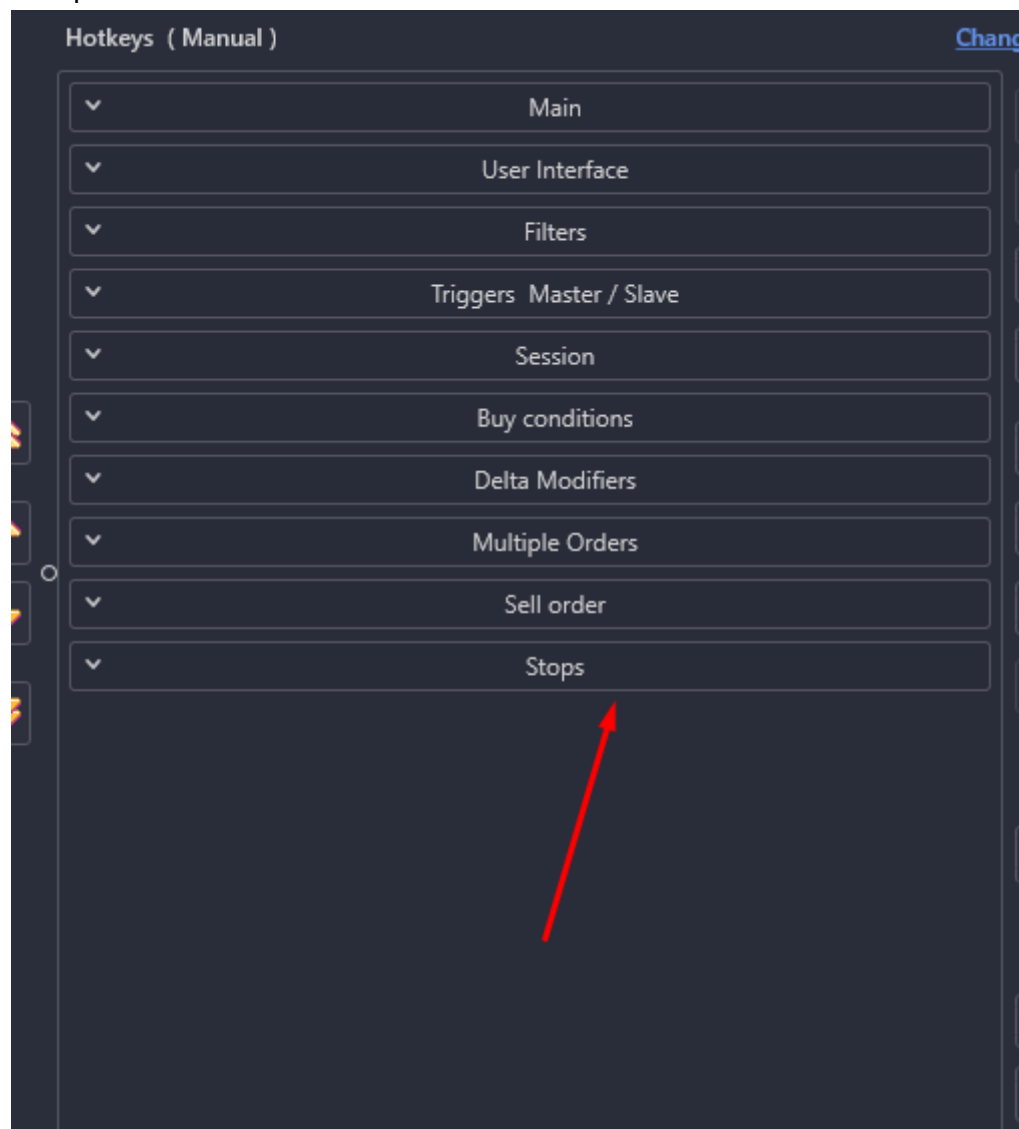 Hotkeys ( Manual )
Main
User Interface
Filters
Triggers Master / Slave
Session
Buy conditions
Delta Modifiers
Multiple Orders
Sell order
Stops